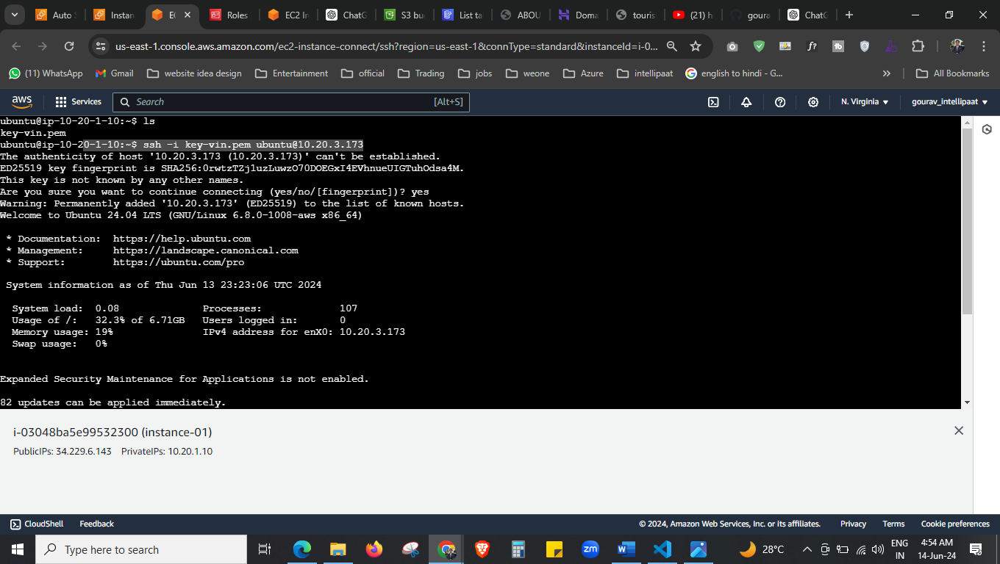 Auto S
Instan
EC
Roles
EC2 In
ChatG
S3 bu
List ta
ABOU
Doma
touris
(21) h
goura
ChatG
us-east-1.console.aws.amazon.com/ec2-instance-connect/ssh?region=us-east-1&connType=standard&instanceId=i-0...
(11) WhatsApp
Gmail
website idea design
Entertainment
official
Trading
jobs
weone
Azure
intellipaat
english to hindi - G...
All Bookmarks
aws
Services
Search
[Alt+S]
N. Virginia
gourav_intellipaat
ubuntu@ip-10-20-1-10:~$ ls
key-vin.pem
ubuntu@ip-10-20-1-10:~$ ssh -i key-vin.pem ubuntu@10.20.3.173
The authenticity of host '10.20.3.173 (10.20.3.173)' can't be established.
ED25519 key fingerprint is SHA256:0rwtzTZj1uzLuwzO70DOEGxI4EVhnueUIGTuhOdsa4M.
This key is not known by any other names.
Are you sure you want to continue connecting (yes/no/[fingerprint])? yes
Warning: Permanently added '10.20.3.173' (ED25519) to the list of known hosts.
Welcome to Ubuntu 24.04 LTS (GNU/Linux 6.8.0-1008-aws x86_64)
* Documentation:  https://help.ubuntu.com
* Management:     https://landscape.canonical.com
* Support:        https://ubuntu.com/pro
System information as of Thu Jun 13 23:23:06 UTC 2024
System load:  0.08              Processes:             107
Usage of /:   32.3% of 6.71GB   Users logged in:       0
Memory usage: 19%               IPv4 address for enX0: 10.20.3.173
Swap usage:   0%
Expanded Security Maintenance for Applications is not enabled.
82 updates can be applied immediately.
i-03048ba5e99532300 (instance-01)
PublicIPs: 34.229.6.143 PrivateIPs: 10.20.1.10
CloudShell
Feedback
© 2024, Amazon Web Services, Inc. or its affiliates.
Privacy
Terms
Cookie preferences
Type here to search
zm
28°C
ENG
IN
4:54 AM
14-Jun-24